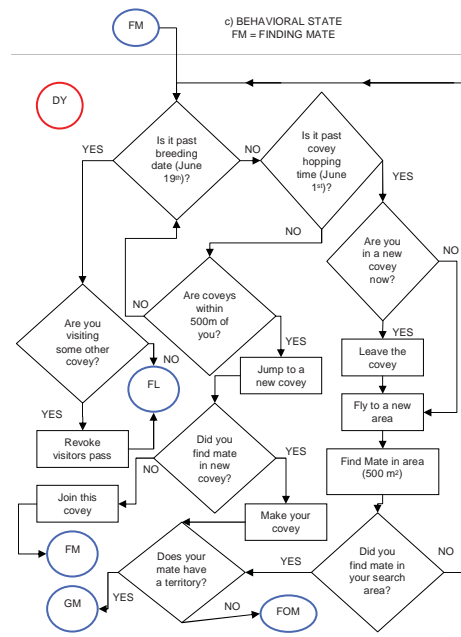 FM
c) BEHAVIORAL STATE
FM = FINDING MATE
DY
Is it past
breeding
date (June
19th)?
YES
NO
Is it past
covey
hopping
time (June
1st)?
YES
NO
Are you
in a new
covey
now?
NO
YES
Are coveys
within
500m of
you?
NO
YES
Are you
visiting
some other
covey?
NO
YES
FL
Jump to a
new covey
Leave the
covey
Fly to a new
area
Revoke
visitors pass
Did you
find mate
in new
covey?
NO
YES
Find Mate in area
(500 m²)
Join this
covey
Make your
covey
FM
Does your
mate have
a territory?
YES
NO
Did you
find mate in
your search
area?
YES
NO
GM
FOM